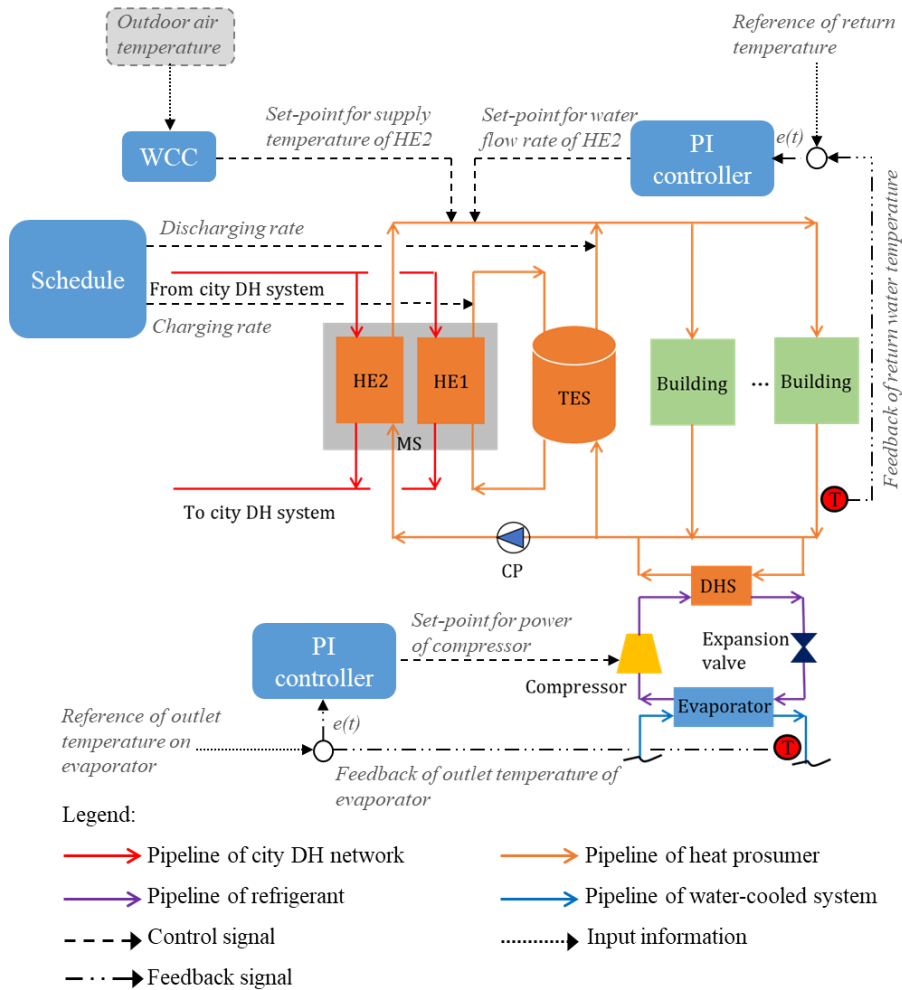 Outdoor air
temperature
Reference of return
temperature
Set-point for supply
temperature of HE2
Set-point for water
flow rate of HE2
WCC
PI
controller
e(t)
Feedback of return water temperature
Schedule
Discharging rate
From city DH system
Charging rate
HE2
HE1
MS
TES
Building
...
Building
T
To city DH system
CP
DHS
Set-point for power
of compressor
PI
controller
Expansion
valve
Compressor
Evaporator
Reference of outlet
temperature on
evaporator
e(t)
T
Feedback of outlet temperature of
evaporator
Legend:
Pipeline of city DH network
Pipeline of heat prosumer
Pipeline of refrigerant
Pipeline of water-cooled system
Control signal
Input information
Feedback signal